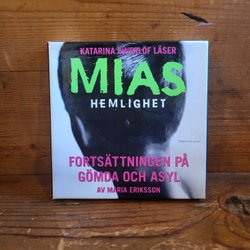 KATARINA EWERLÖF LÄSER
MIAS
HEMLIGHET
FORTSÄTTNINGEN PÅ
GÖMDA OCH ASYL
AV MARIA ERIKSSON